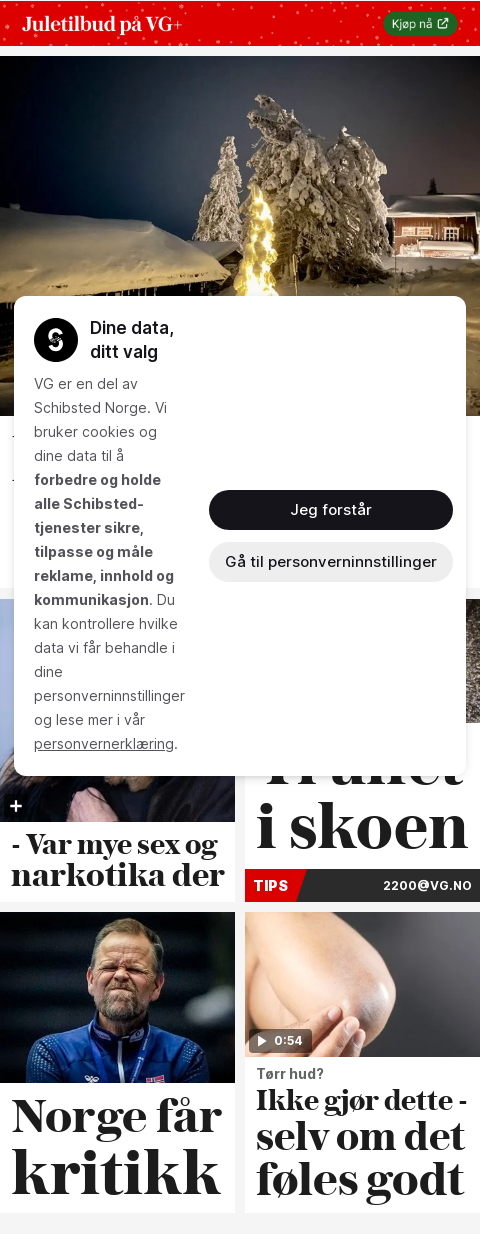 Juletilbud på VG+
Kjøp nå
Dine data,
ditt valg
VG er en del av
Schibsted Norge. Vi
bruker cookies og
dine data til å
forbedre og holde
alle Schibsted-
tjenester sikre,
tilpasse og måle
reklame, innhold og
kommunikasjon. Du
kan kontrollere hvilke
data vi får behandle i
dine
personverninnstillinger
og lese mer i vår
personvernerklæring.
Jeg forstår
Gå til personverninnstillinger
- Var mye sex og
narkotika der
i skoen
TIPS
2200@VG.NO
Norge får
kritikk
0:54
Tørr hud?
Ikke gjør dette -
selv om det
føles godt